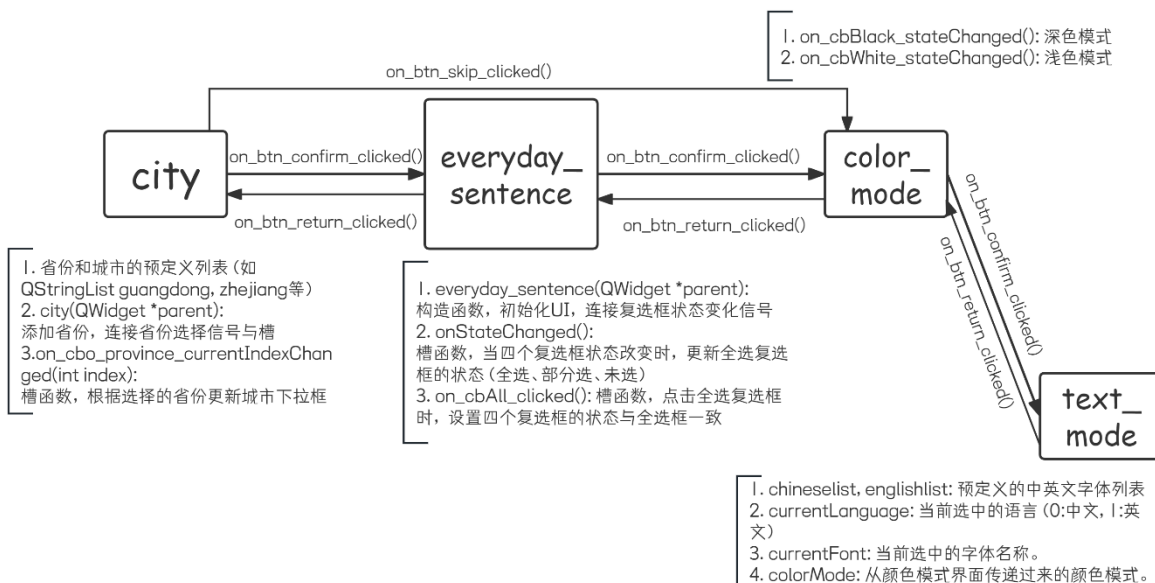 1. on_cbBlack_stateChanged(): 深色模式
2. on_cbWhite_stateChanged(): 浅色模式
on_btn_skip_clicked()
city
on_btn_confirm_clicked()
on_btn_return_clicked()
everyday_
sentence
on_btn_confirm_clicked()
on_btn_return_clicked()
color_
mode
on_btn_confirm_clicked()
on_btn_return_clicked()
text_
mode
1. 省份和城市的预定义列表（如
QStringList guangdong, zhejiang等）
2. city(QWidget *parent):
添加省份，连接省份选择信号与槽
3.on_cbo_province_currentIndexChan
ged(int index):
槽函数，根据选择的省份更新城市下拉框
1. everyday_sentence(QWidget *parent):
构造函数，初始化UI，连接复选框状态变化信号
2. onStateChanged():
槽函数，当四个复选框状态改变时，更新全选复选
框的状态（全选、部分选、未选）
3. on_cbAll_clicked(): 槽函数，点击全选复选框
时，设置四个复选框的状态与全选框一致
1. chineselist, englishlist: 预定义的中英文字体列表
2. currentLanguage: 当前选中的语言（0:中文, 1:英
文）
3. currentFont: 当前选中的字体名称。
4. colorMode: 从颜色模式界面传递过来的颜色模式。